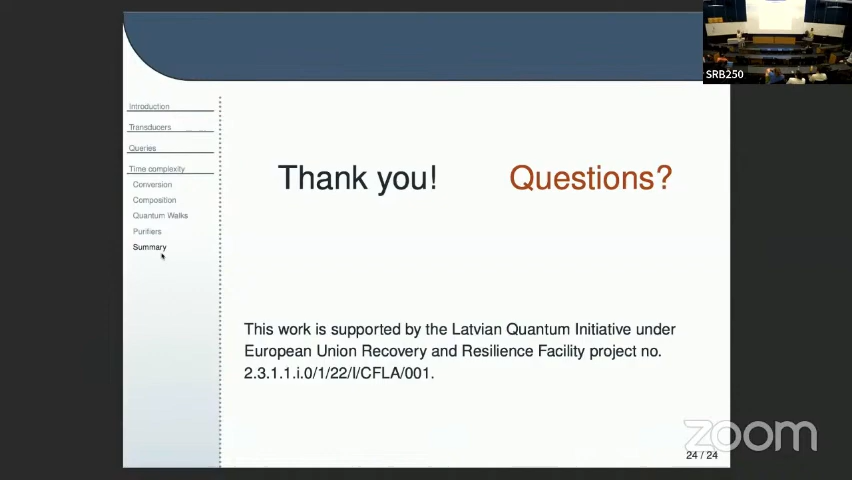 SRB250
Introduction
Transducers
Queries
Time complexity
Conversion
Composition
Quantum Walks
Purifiers
Summary
Thank you!
Questions?
This work is supported by the Latvian Quantum Initiative under
European Union Recovery and Resilience Facility project no.
2.3.1.1.i.0/1/22/I/CFLA/001.
zoom
24 / 24